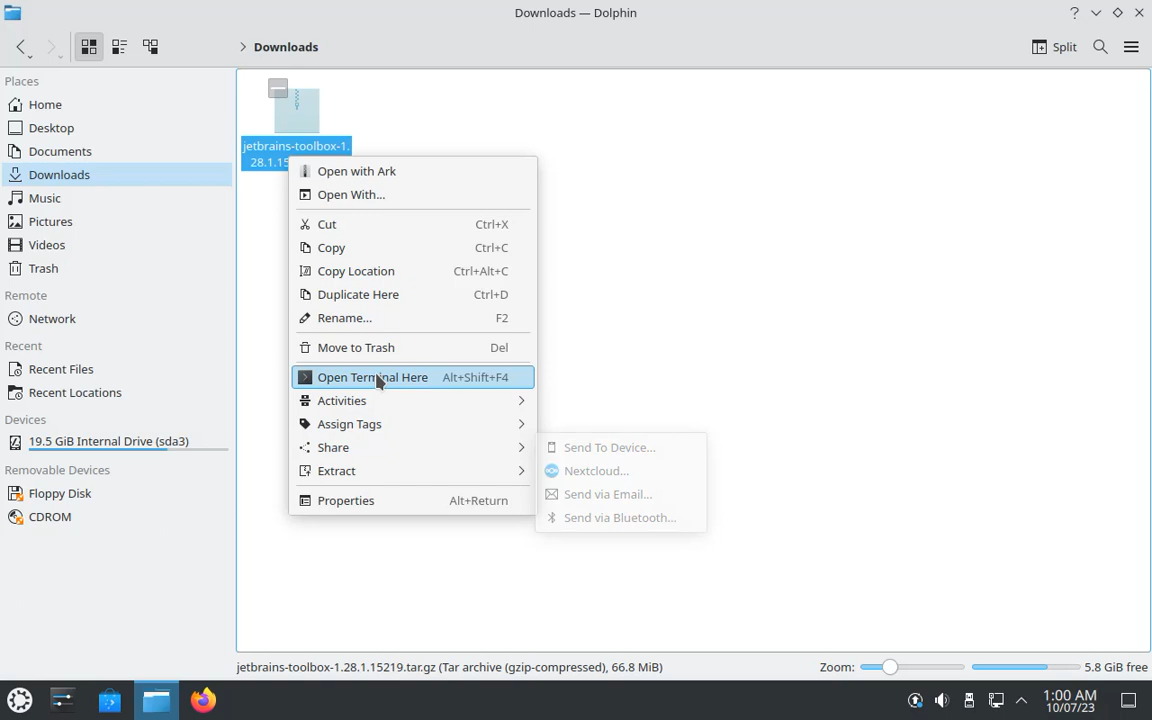 Downloads — Dolphin
Downloads
Split
Places
Home
Desktop
Documents
Downloads
Music
Pictures
Videos
Trash
Remote
Network
Recent
Recent Files
Recent Locations
Devices
19.5 GiB Internal Drive (sda3)
Removable Devices
Floppy Disk
CDROM
jetbrains-toolbox-1.
28.1.15
Open with Ark
Open With...
Cut Ctrl+X
Copy Ctrl+C
Copy Location Ctrl+Alt+C
Duplicate Here Ctrl+D
Rename... F2
Move to Trash Del
Open Terminal Here Alt+Shift+F4
Activities
Assign Tags
Share
Extract
Properties Alt+Return
Send To Device...
Nextcloud...
Send via Email...
Send via Bluetooth...
jetbrains-toolbox-1.28.1.15219.tar.gz (Tar archive (gzip-compressed), 66.8 MiB)
Zoom:
5.8 GiB free
1:00 AM
10/07/23